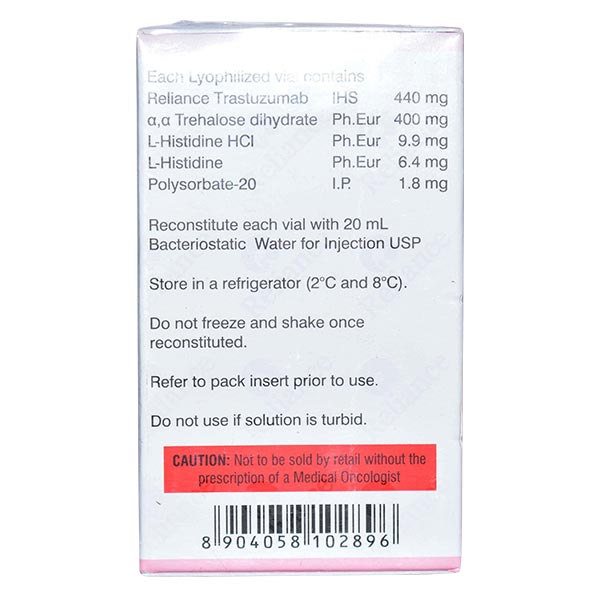 Each Lyophilized vial contains
Reliance Trastuzumab IHS 440 mg
α,α Trehalose dihydrate Ph.Eur 400 mg
L-Histidine HCl Ph.Eur 9.9 mg
L-Histidine Ph.Eur 6.4 mg
Polysorbate-20 I.P. 1.8 mg
Reconstitute each vial with 20 mL
Bacteriostatic Water for Injection USP
Store in a refrigerator (2°C and 8°C).
Do not freeze and shake once
reconstituted.
Refer to pack insert prior to use.
Do not use if solution is turbid.
CAUTION: Not to be sold by retail without the
prescription of a Medical Oncologist
8 904058 102896